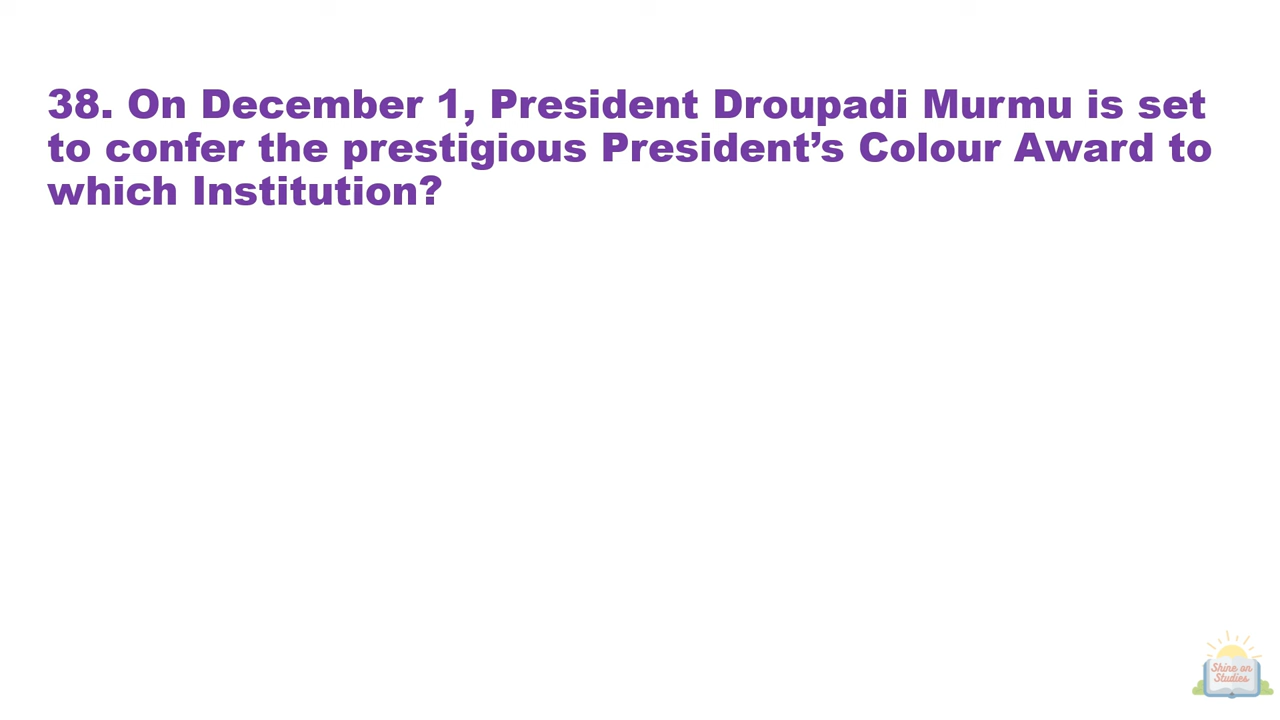 38. On December 1, President Droupadi Murmu is set
to confer the prestigious President’s Colour Award to
which Institution?
Shine on
Studies